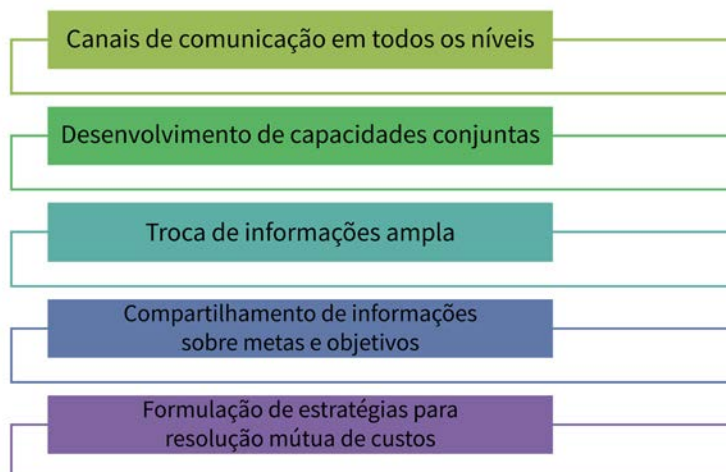 Canais de comunicação em todos os níveis
Desenvolvimento de capacidades conjuntas
Troca de informações ampla
Compartilhamento de informações
sobre metas e objetivos
Formulação de estratégias para
resolução mútua de custos